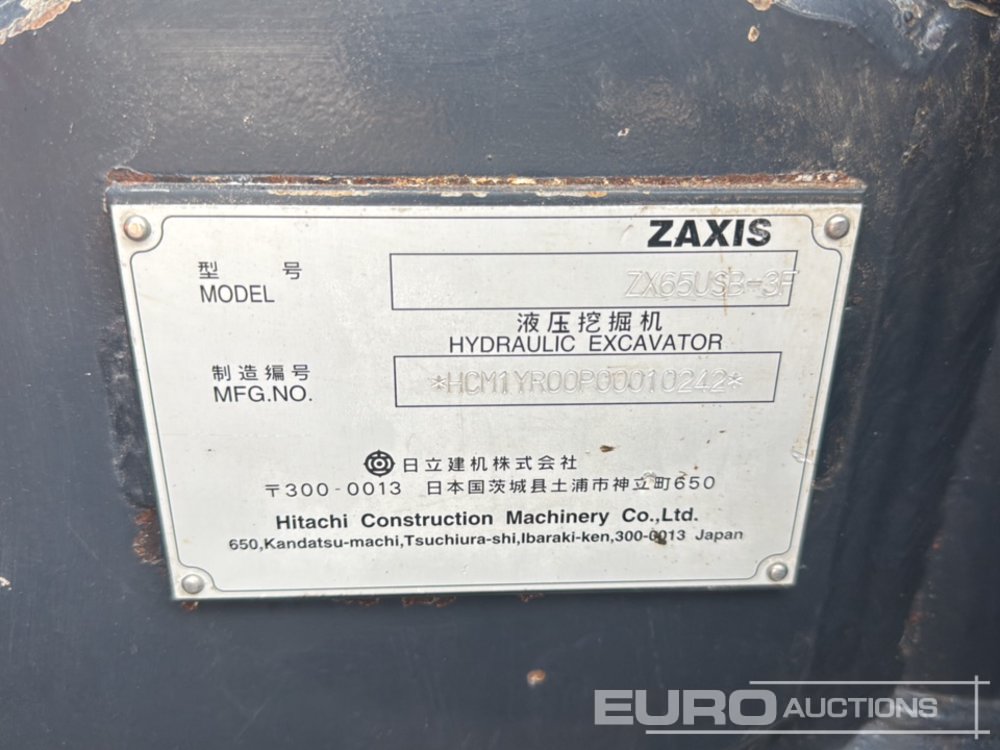 ZAXIS
型 号
MODEL
ZX65USB-3F
液压挖掘机
HYDRAULIC EXCAVATOR
制造编号
MFG.NO.
*HCM1YR00P00010242*
日立建机株式会社
〒300-0013 日本国茨城县土浦市神立町650
Hitachi Construction Machinery Co.,Ltd.
650,Kandatsu-machi,Tsuchiura-shi,Ibaraki-ken,300-0013 Japan
EURO AUCTIONS